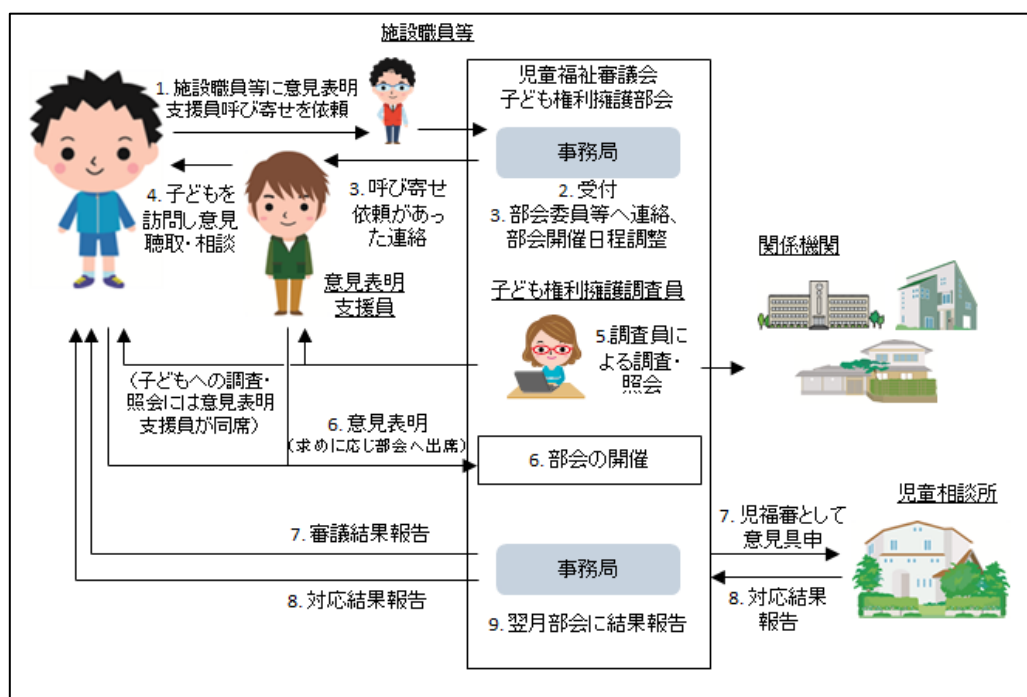 施設職員等
1. 施設職員等に意見表明
支援員呼び寄せを依頼
児童福祉審議会
子ども権利擁護部会
事務局
2. 受付
3. 部会委員等へ連絡、
部会開催日程調整
3. 呼び寄せ
依頼があっ
た連絡
4. 子どもを
訪問し意見
聴取・相談
意見表明
支援員
関係機関
子ども権利擁護調査員
5.調査員に
よる調査・
照会
(子どもへの調査・
照会には意見表明
支援員が同席)
6. 意見表明
(求めに応じ部会へ出席)
6. 部会の開催
児童相談所
7. 児福審として
意見具申
7. 審議結果報告
事務局
8. 対応結果報告
8. 対応結果
報告
9. 翌月部会に結果報告